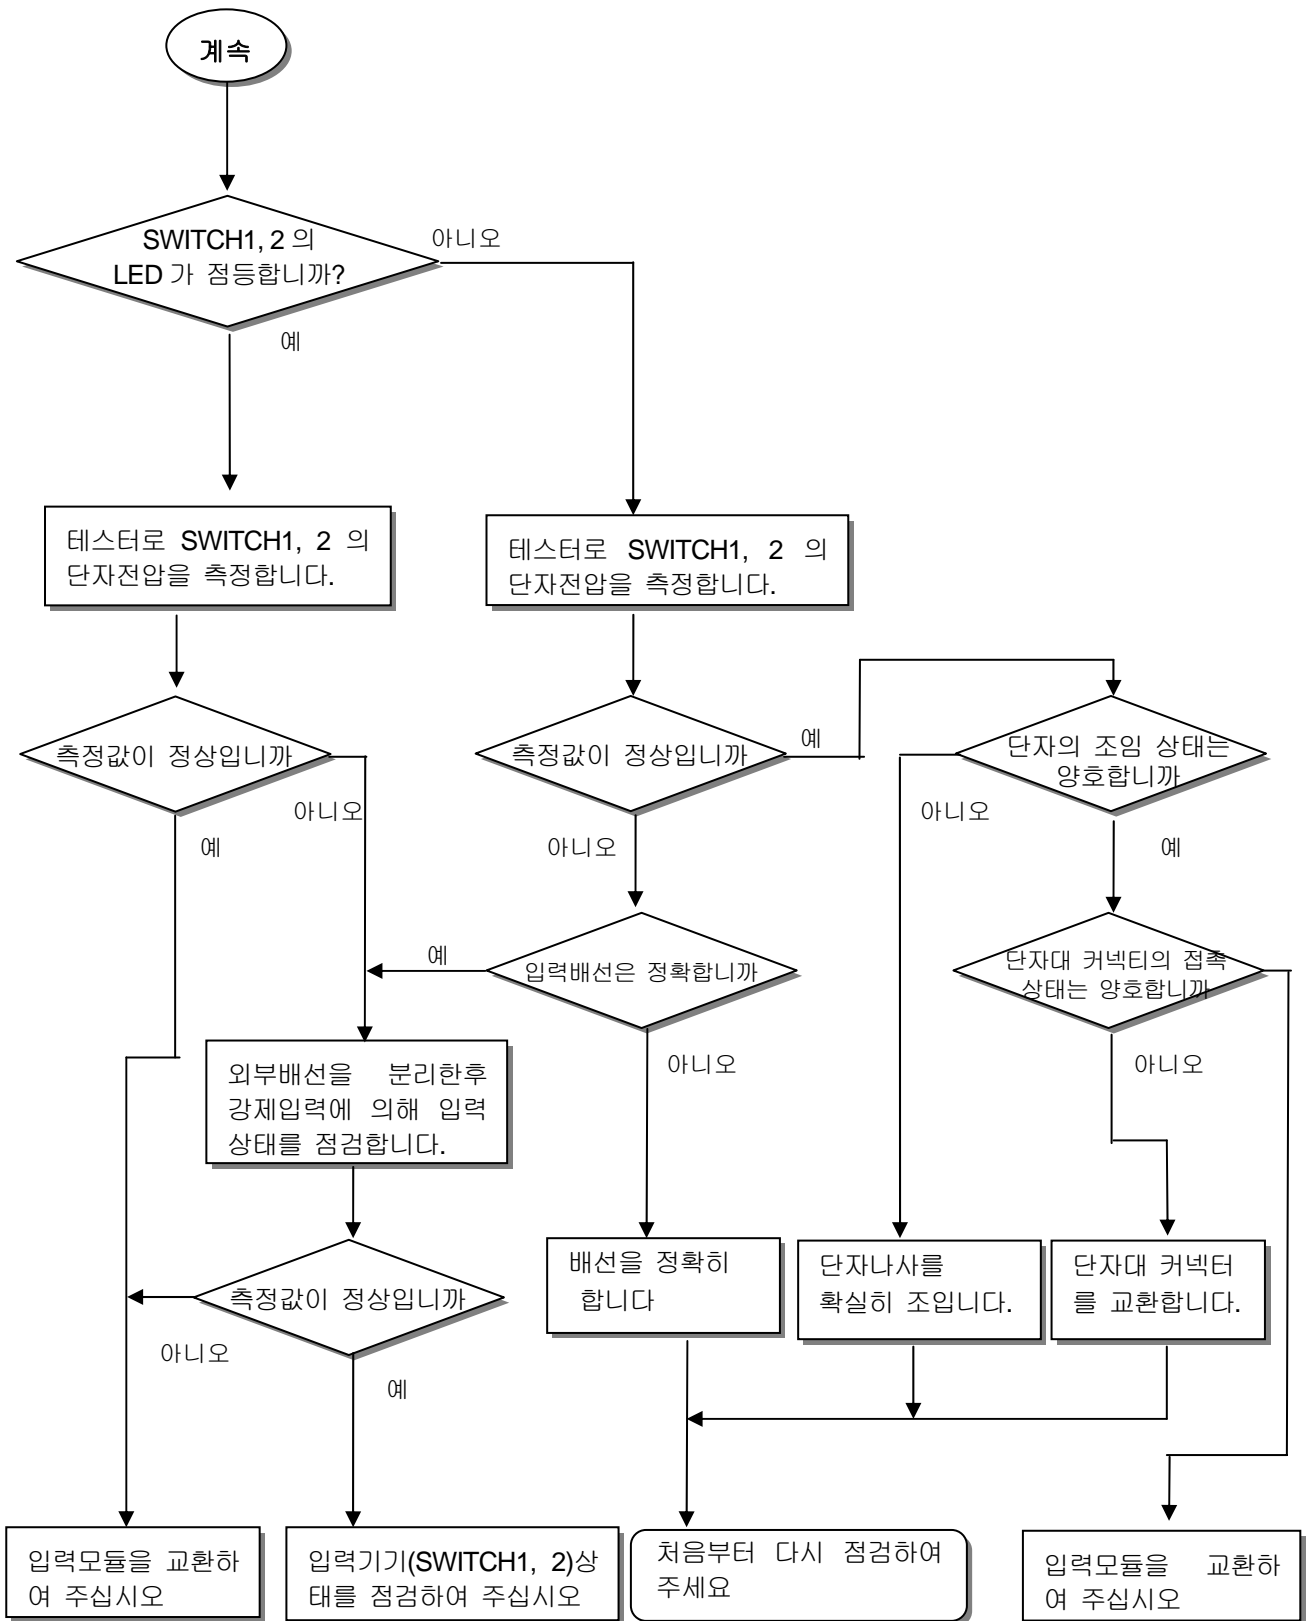 계속
SWITCH1, 2 의
LED 가 점등합니까?
아니오
예
테스터로 SWITCH1, 2 의
단자전압을 측정합니다.
테스터로 SWITCH1, 2 의
단자전압을 측정합니다.
측정값이 정상입니까
아니오
예
측정값이 정상입니까
예
아니오
단자의 조임 상태는
양호합니까
아니오
예
입력배선은 정확합니까
예
아니오
단자대 커넥티의 접촉
상태는 양호합니까
아니오
외부배선을 분리한후
강제입력에 의해 입력
상태를 점검합니다.
측정값이 정상입니까
아니오
예
배선을 정확히
합니다
단자나사를
확실히 조입니다.
단자대 커넥터
를 교환합니다.
입력모듈을 교환하
여 주십시오
입력기기(SWITCH1, 2)상
태를 점검하여 주십시오
처음부터 다시 점검하여
주세요
입력모듈을 교환하
여 주십시오